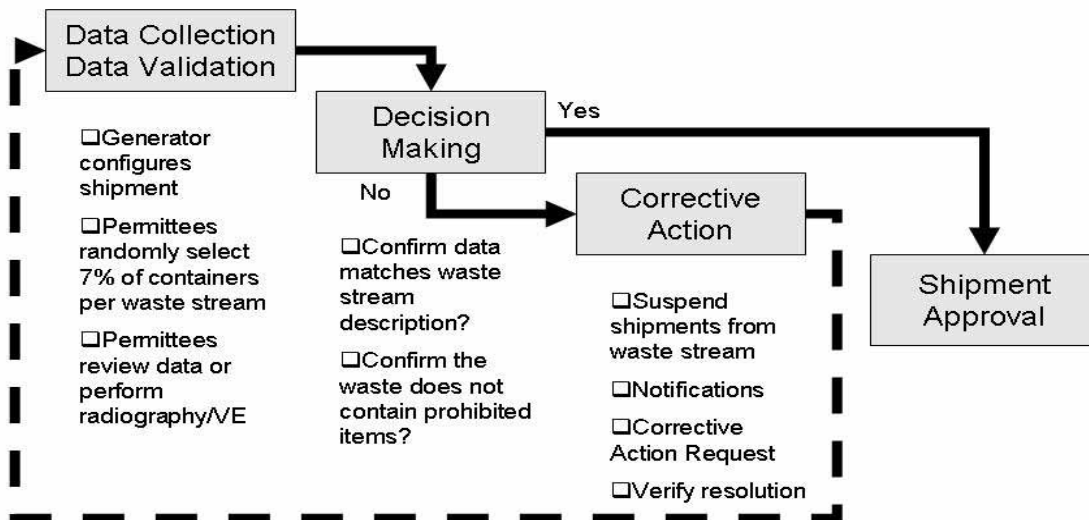 Data Collection
Data Validation
❑Generator
configures
shipment
❑Permittees
randomly select
7% of containers
per waste stream
❑Permittees
review data or
perform
radiography/VE
Decision
Making
Yes
No
❑Confirm data
matches waste
stream
description?
❑Confirm the
waste does not
contain prohibited
items?
Corrective
Action
❑Suspend
shipments from
waste stream
❑Notifications
❑Corrective
Action Request
❑Verify resolution
Shipment
Approval